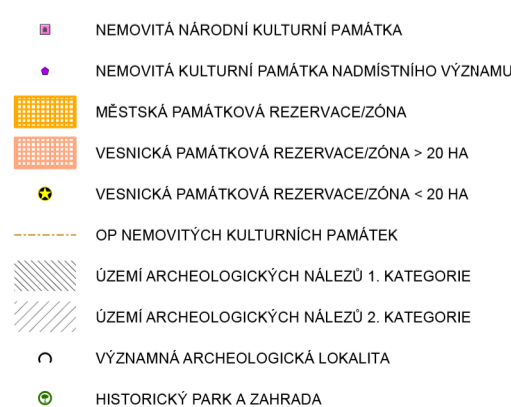 NEMOVITÁ NÁRODNÍ KULTURNÍ PAMÁTKA
NEMOVITÁ KULTURNÍ PAMÁTKA NADMÍSTNÍHO VÝZNAMU
MĚSTSKÁ PAMÁTKOVÁ REZERVACE/ZÓNA
VESNICKÁ PAMÁTKOVÁ REZERVACE/ZÓNA > 20 HA
VESNICKÁ PAMÁTKOVÁ REZERVACE/ZÓNA < 20 HA
OP NEMOVITÝCH KULTURNÍCH PAMÁTEK
ÚZEMÍ ARCHEOLOGICKÝCH NÁLEZŮ 1. KATEGORIE
ÚZEMÍ ARCHEOLOGICKÝCH NÁLEZŮ 2. KATEGORIE
VÝZNAMNÁ ARCHEOLOGICKÁ LOKALITA
HISTORICKÝ PARK A ZAHRADA